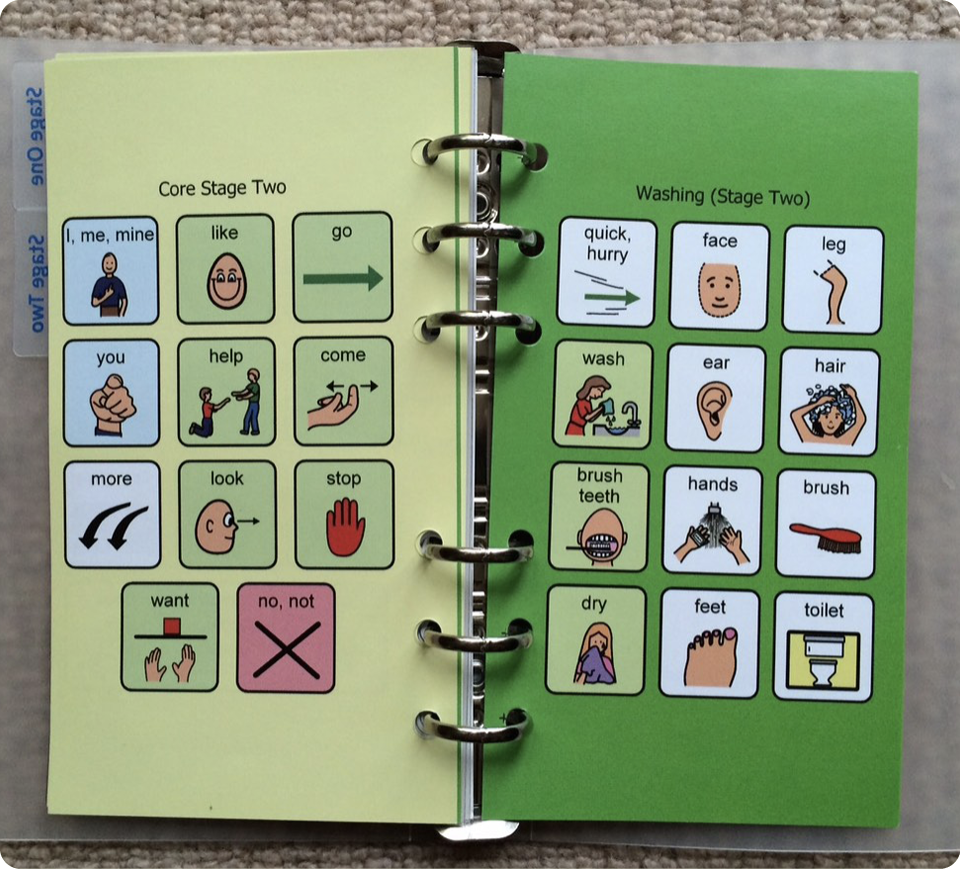 Stage One
Stage Two
Core Stage Two
I, me, mine
like
go
you
help
come
more
look
stop
want
no, not
Washing (Stage Two)
quick,
hurry
face
leg
wash
ear
hair
brush
teeth
hands
brush
dry
feet
toilet